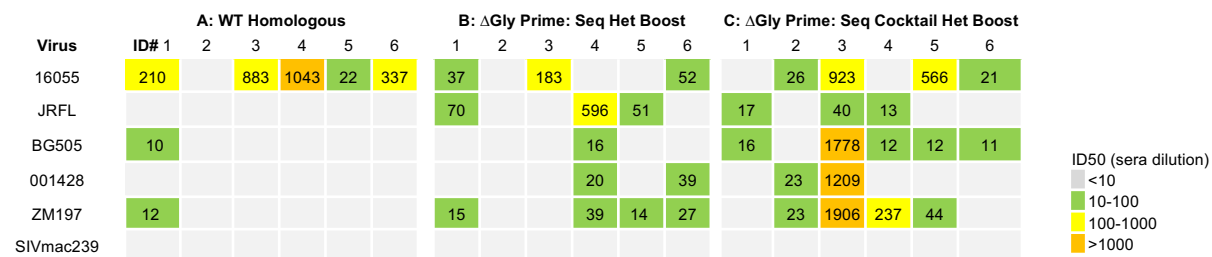 A: WT Homologous B: ∆Gly Prime: Seq Het Boost C: ∆Gly Prime: Seq Cocktail Het Boost
Virus ID# 1 2 3 4 5 6 1 2 3 4 5 6 1 2 3 4 5 6
16055 210 883 1043 22 337 37 183 52 26 923 566 21
JRFL 70 596 51 17 40 13
BG505 10 16 16 1778 12 12 11
001428 20 39 23 1209
ZM197 12 15 39 14 27 23 1906 237 44
SIVmac239
ID50 (sera dilution)
<10
10-100
100-1000
>1000